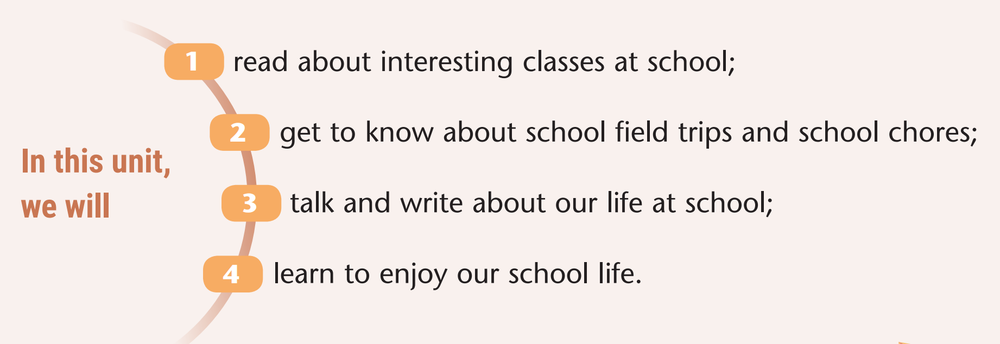 In this unit,
we will
1 read about interesting classes at school;
2 get to know about school field trips and school chores;
3 talk and write about our life at school;
4 learn to enjoy our school life.